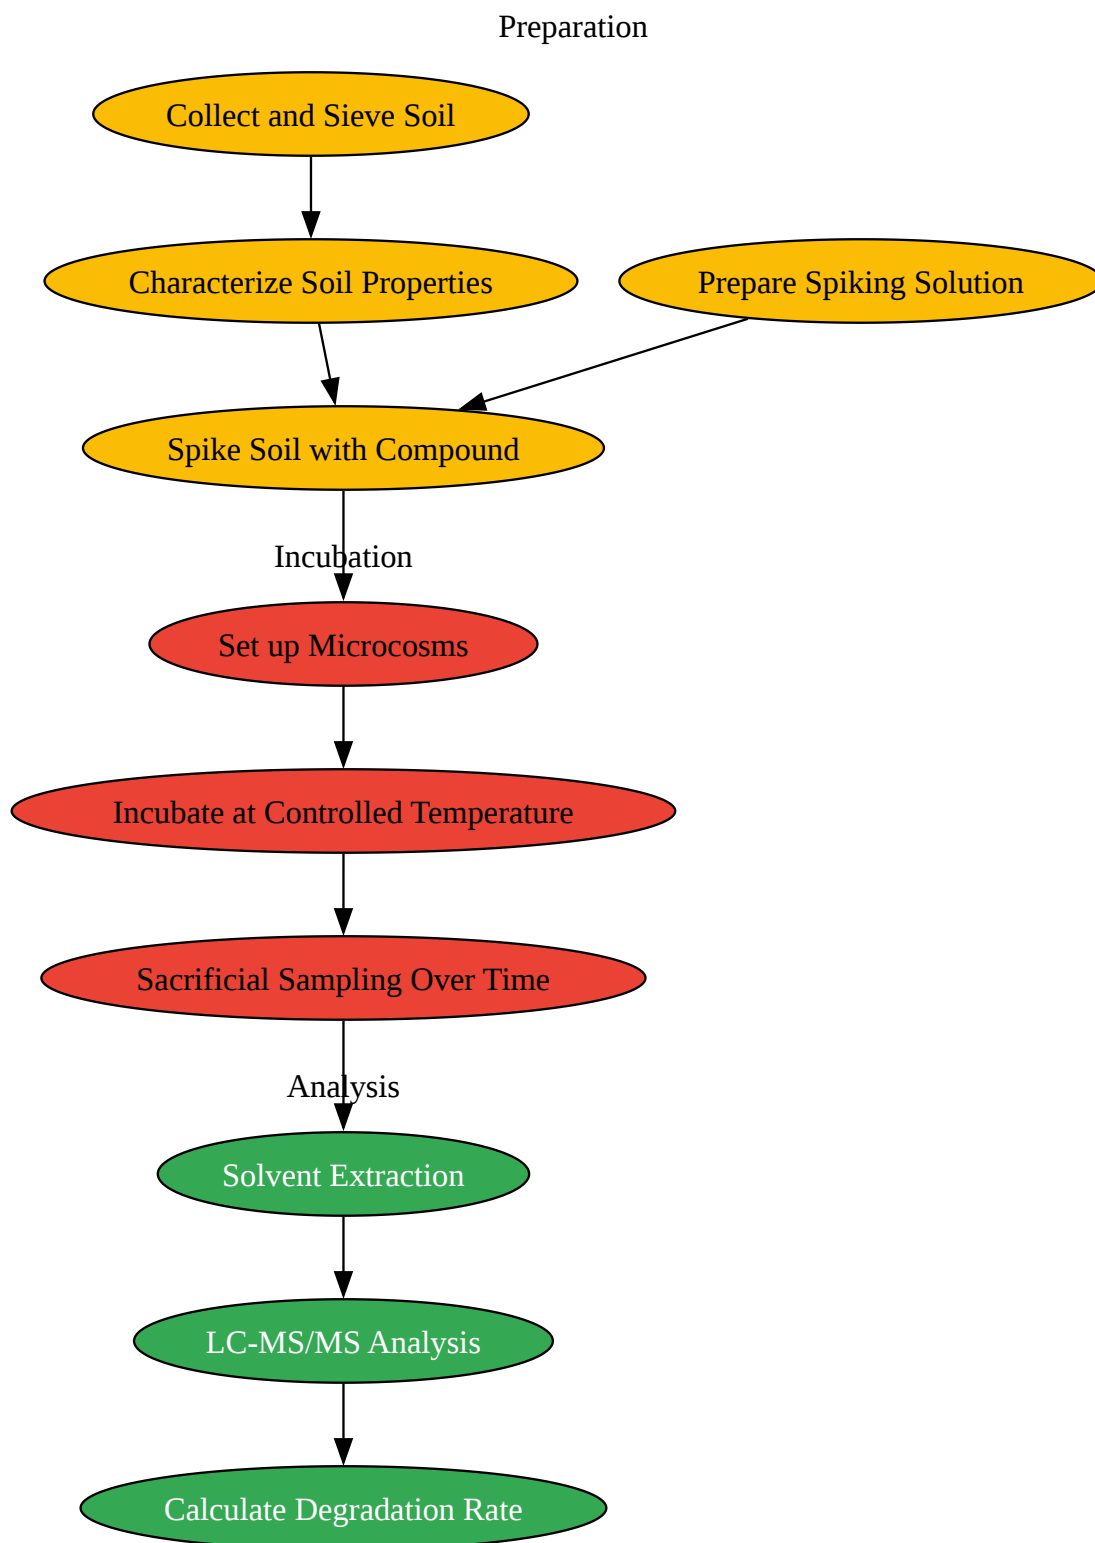 Preparation
Collect and Sieve Soil
Characterize Soil Properties
Prepare Spiking Solution
Spike Soil with Compound
Incubation
Set up Microcosms
Incubate at Controlled Temperature
Sacrificial Sampling Over Time
Analysis
Solvent Extraction
LC-MS/MS Analysis
Calculate Degradation Rate